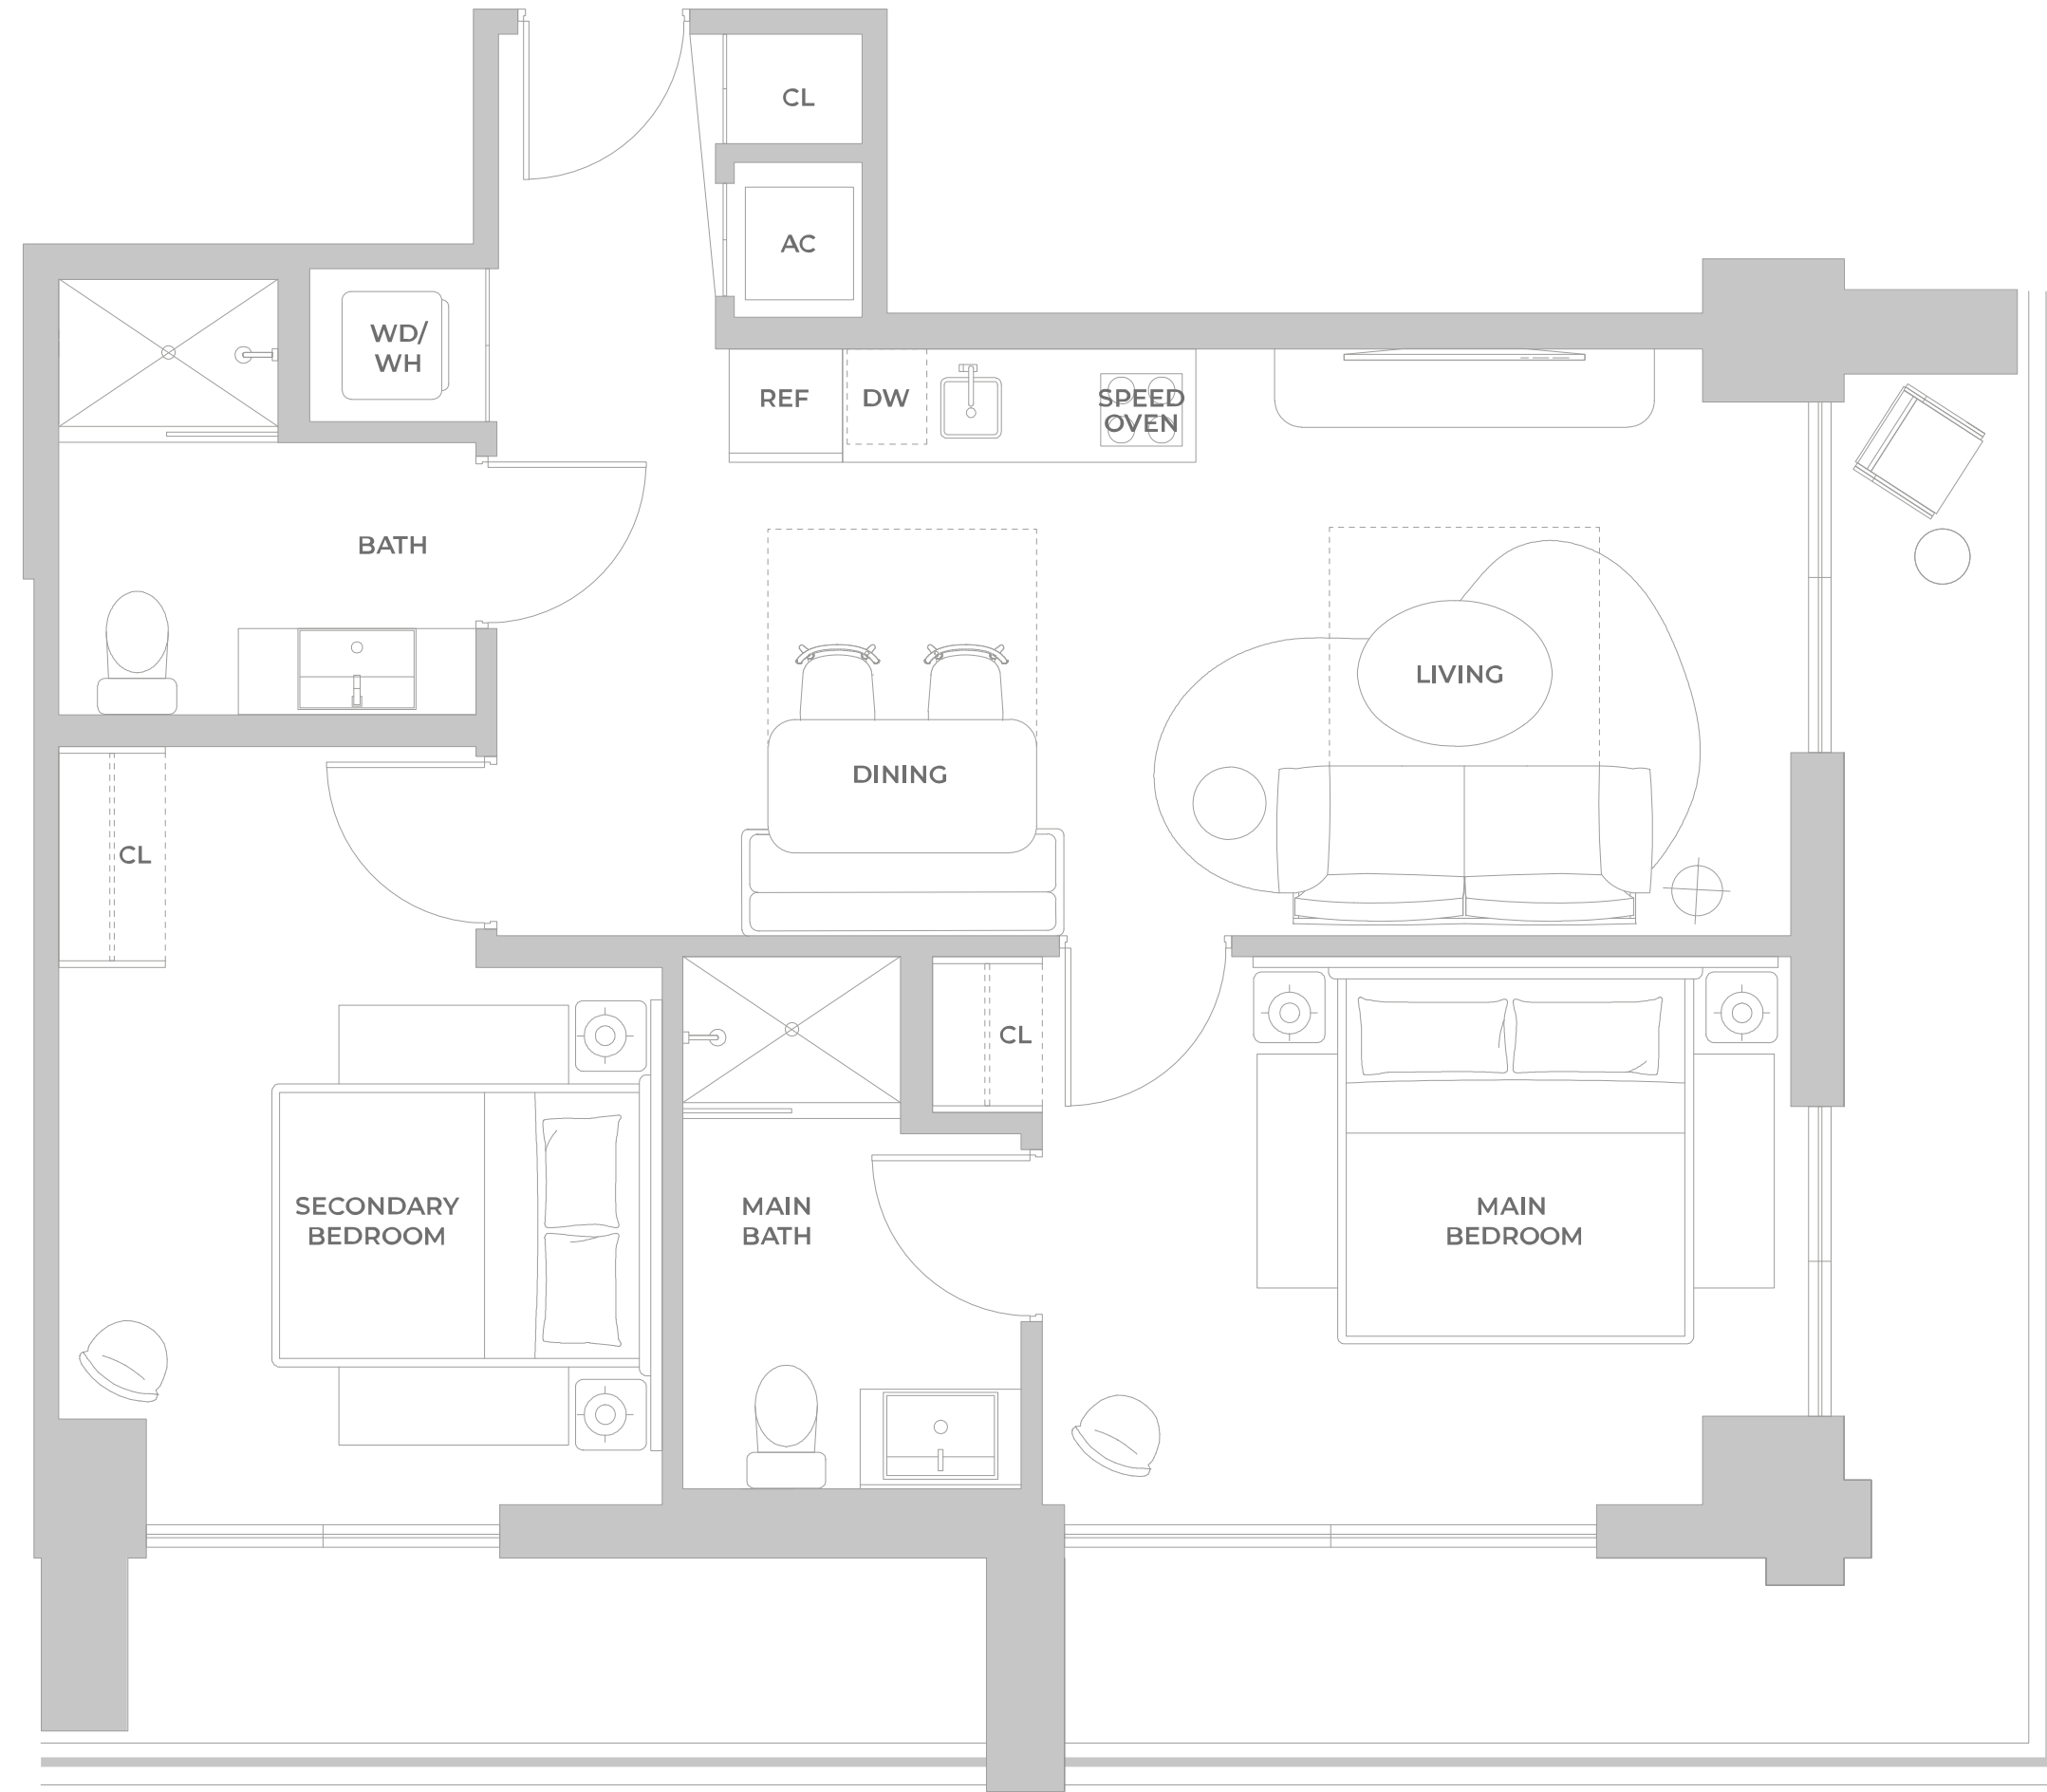 CL
AC
WD/
WH
REF
DW
SPEED
OVEN
BATH
LIVING
DINING
CL
CL
SECONDARY
BEDROOM
MAIN
BATH
MAIN
BEDROOM